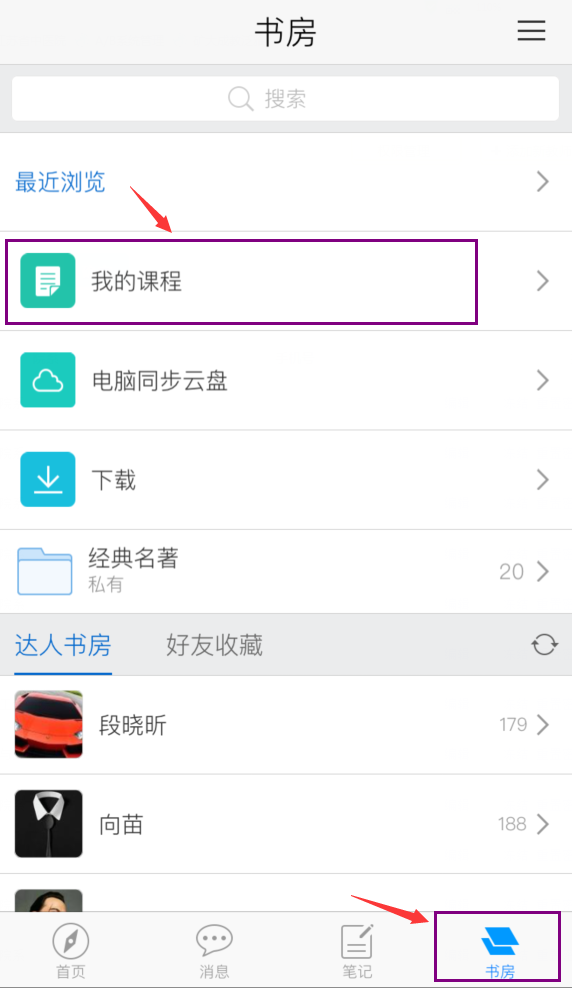 书房
搜索
最近浏览
我的课程
电脑同步云盘
下载
经典名著
私有
20
达人书房
好友收藏
段晓昕
179
向苗
188
首页
消息
笔记
书房